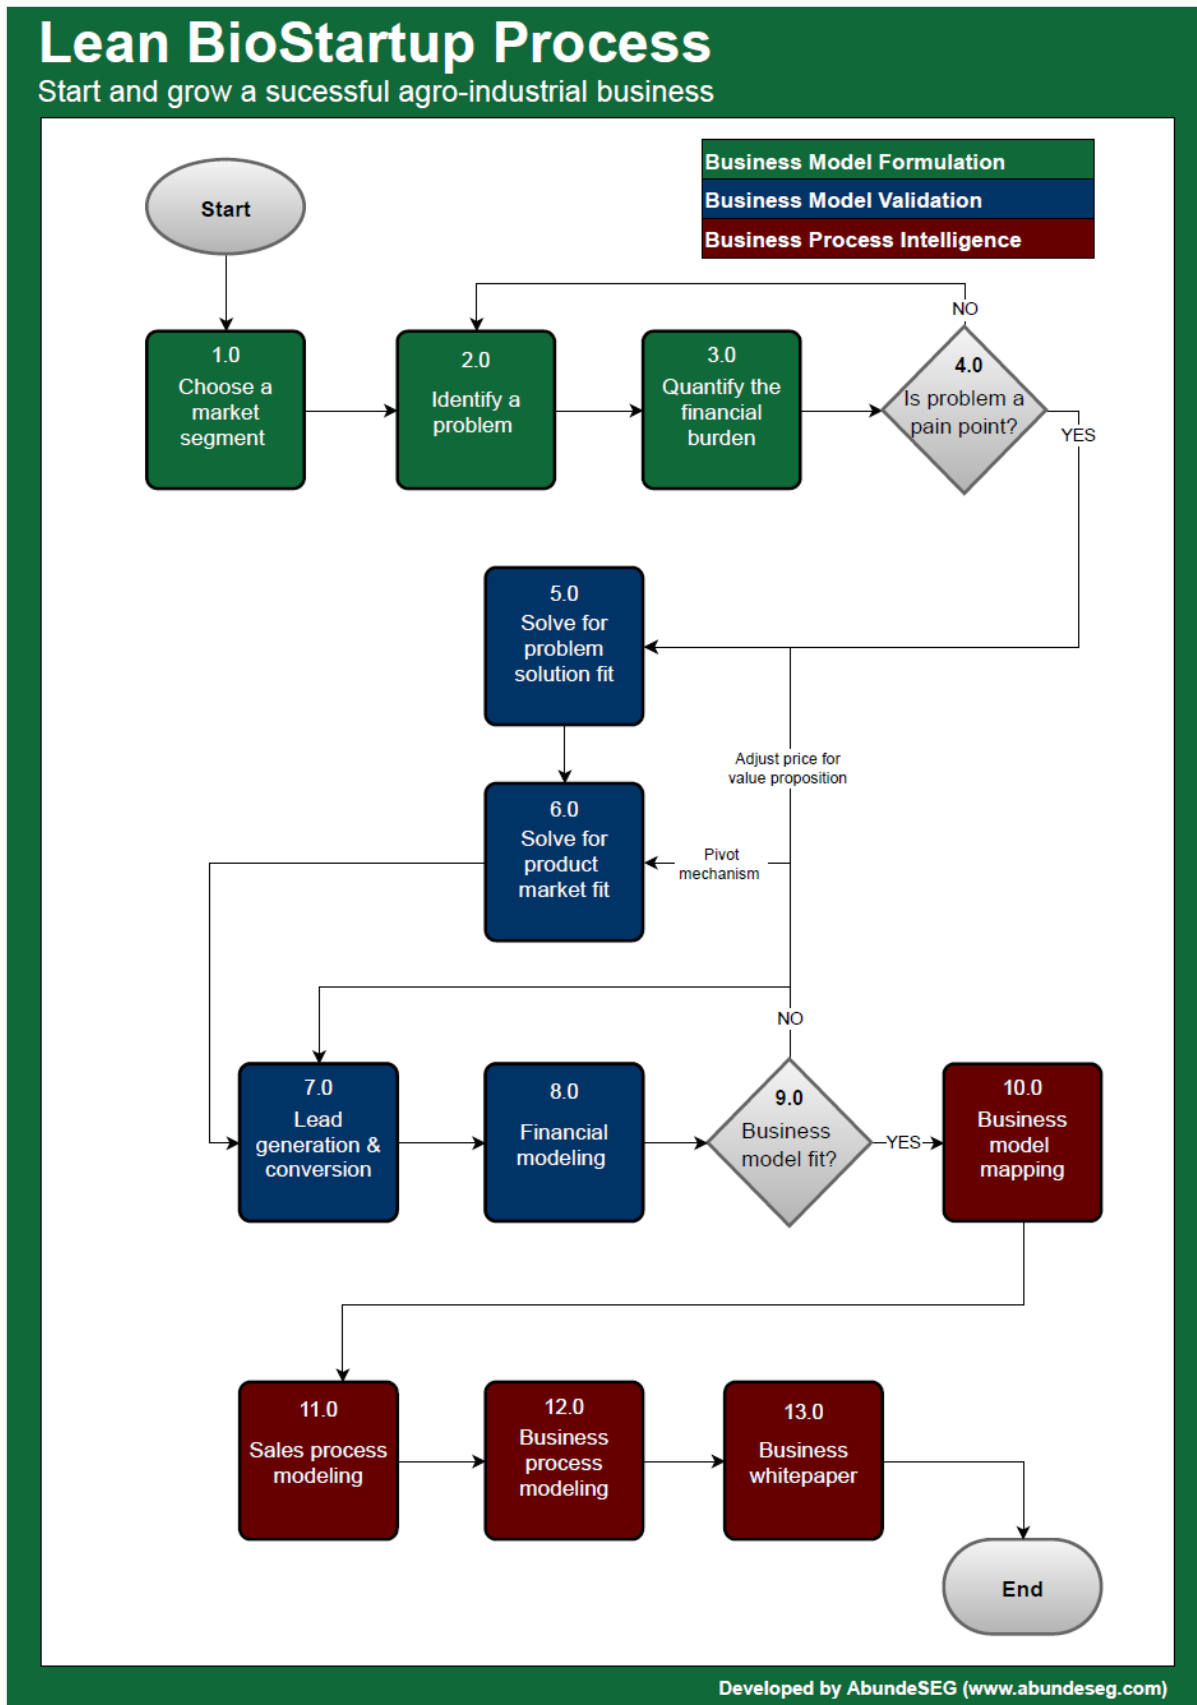 Lean BioStartup Process
Start and grow a sucessful agro-industrial business
Business Model Formulation
Business Model Validation
Business Process Intelligence
Start
NO
1.0
Choose a
market
segment
2.0
Identify a
problem
3.0
Quantify the
financial
burden
4.0
Is problem a
pain point?
YES
5.0
Solve for
problem
solution fit
Adjust price for
value proposition
6.0
Solve for
product
market fit
Pivot
mechanism
NO
7.0
Lead
generation &
conversion
8.0
Financial
modeling
9.0
Business
model fit?
YES
10.0
Business
model
mapping
11.0
Sales process
modeling
12.0
Business
process
modeling
13.0
Business
whitepaper
End
Developed by AbundeSEG (www.abundeseg.com)